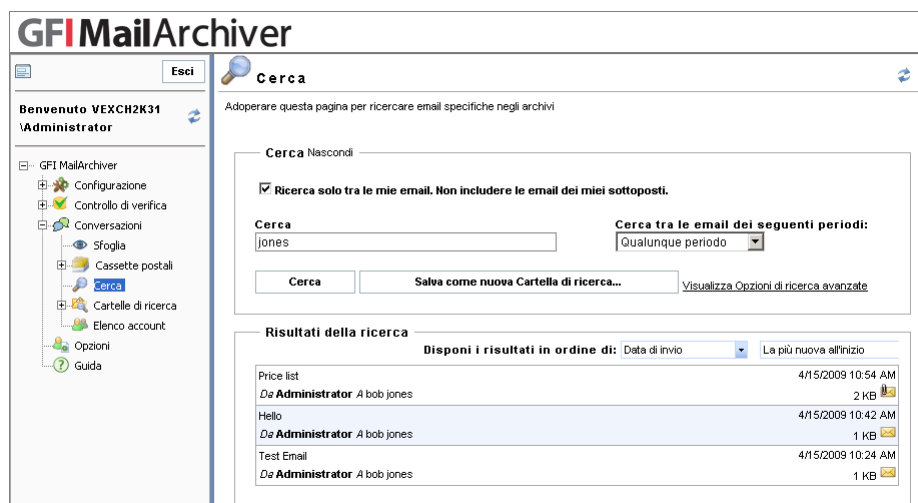 GFI MailArchiver
Esci
Benvenuto VEXCH2K31
\Administrator
GFI MailArchiver
Configurazione
Controllo di verifica
Conversazioni
Sfoglia
Cassette postali
Cerca
Cartelle di ricerca
Elenco account
Opzioni
Guida
Cerca
Adoperare questa pagina per ricercare email specifiche negli archivi
Cerca Nascondi
Ricerca solo tra le mie email. Non includere le email dei miei sottoposti.
Cerca
Cerca tra le email dei seguenti periodi:
jones
Qualunque periodo
Cerca
Salva come nuova Cartella di ricerca...
Visualizza Opzioni di ricerca avanzate
Risultati della ricerca
Disponi i risultati in ordine di: Data di invio La più nuova all'inizio
Price list 4/15/2009 10:54 AM
Da Administrator A bob jones 2 KB
Hello 4/15/2009 10:42 AM
Da Administrator A bob jones 1 KB
Test Email 4/15/2009 10:24 AM
Da Administrator A bob jones 1 KB